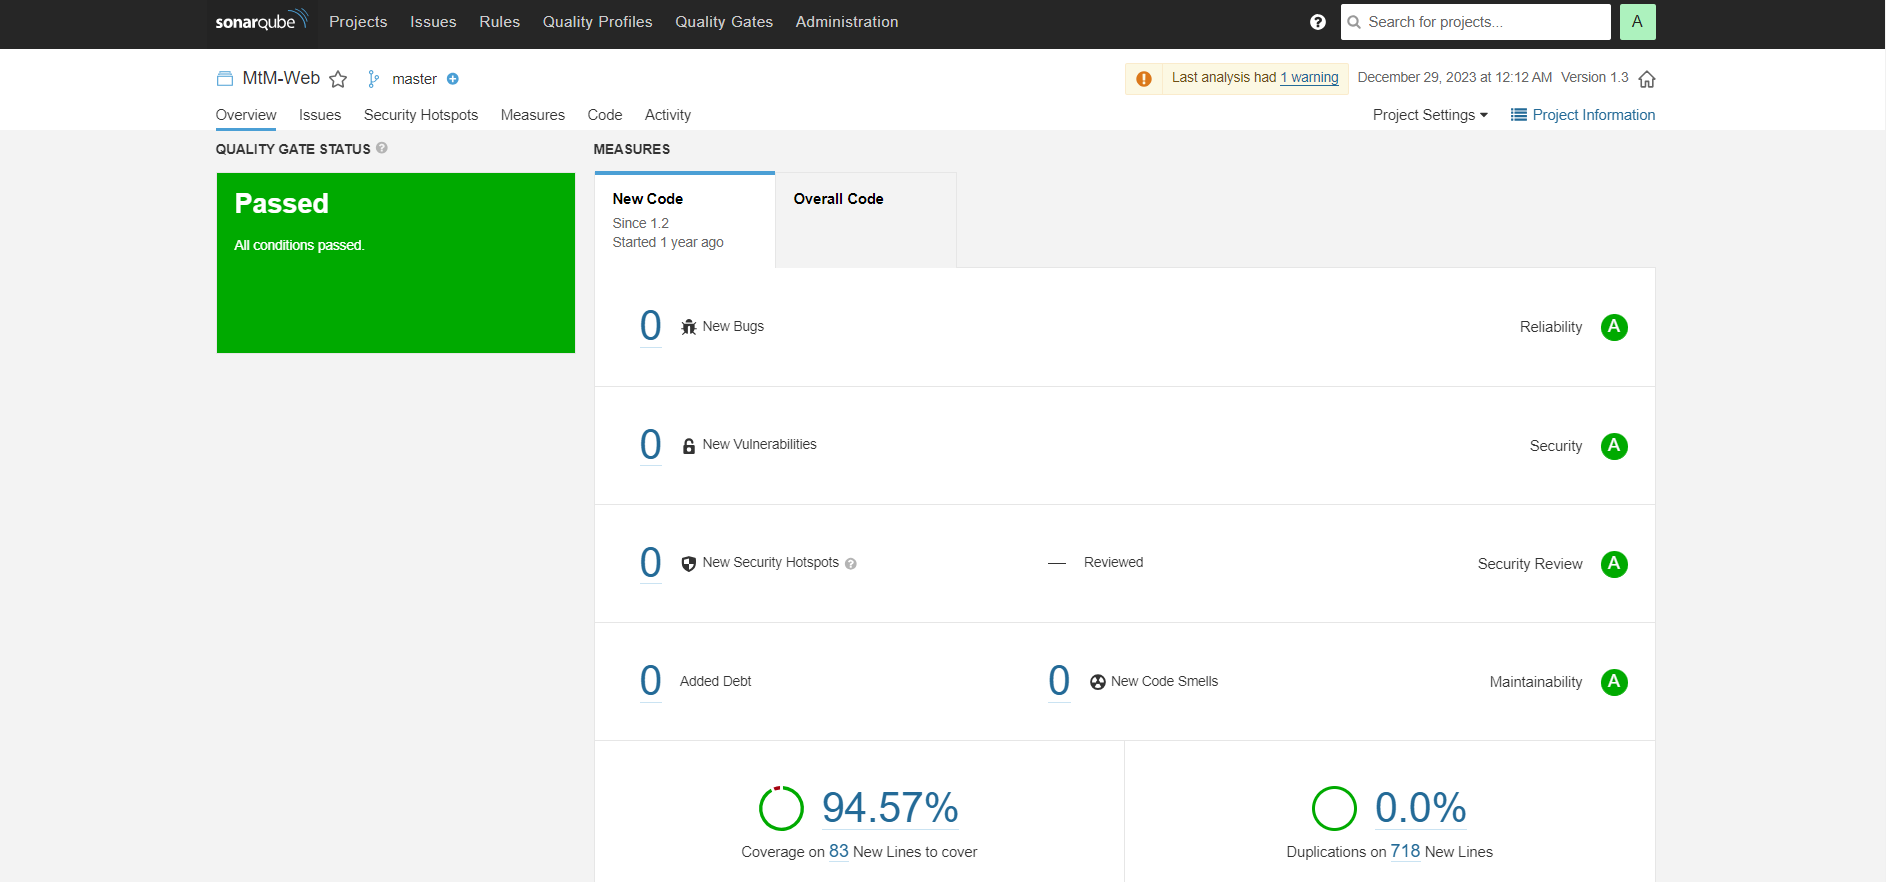 sonarqube Projects Issues Rules Quality Profiles Quality Gates Administration Search for projects... A
MtM-Web master Last analysis had 1 warning December 29, 2023 at 12:12 AM Version 1.3
Overview Issues Security Hotspots Measures Code Activity Project Settings Project Information
QUALITY GATE STATUS MEASURES
Passed
All conditions passed.
New Code Overall Code
Since 1.2
Started 1 year ago
0 New Bugs Reliability A
0 New Vulnerabilities Security A
0 New Security Hotspots — Reviewed Security Review A
0 Added Debt 0 New Code Smells Maintainability A
94.57% 0.0%
Coverage on 83 New Lines to cover Duplications on 718 New Lines